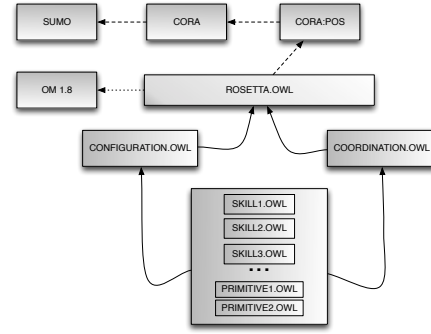 SUMO
CORA
CORA:POS
OM 1.8
ROSETTA.OWL
CONFIGURATION.OWL
COORDINATION.OWL
SKILL1.OWL
SKILL2.OWL
SKILL3.OWL
...
PRIMITIVE1.OWL
PRIMITIVE2.OWL